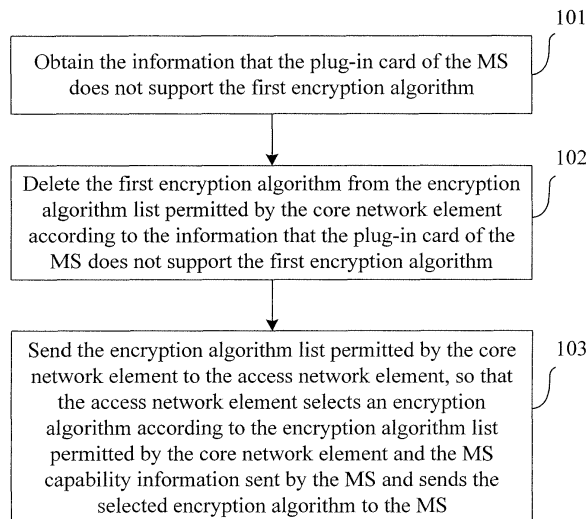 101
Obtain the information that the plug-in card of the MS
does not support the first encryption algorithm
102
Delete the first encryption algorithm from the encryption
algorithm list permitted by the core network element
according to the information that the plug-in card of the
MS does not support the first encryption algorithm
103
Send the encryption algorithm list permitted by the core
network element to the access network element, so that
the access network element selects an encryption
algorithm according to the encryption algorithm list
permitted by the core network element and the MS
capability information sent by the MS and sends the
selected encryption algorithm to the MS